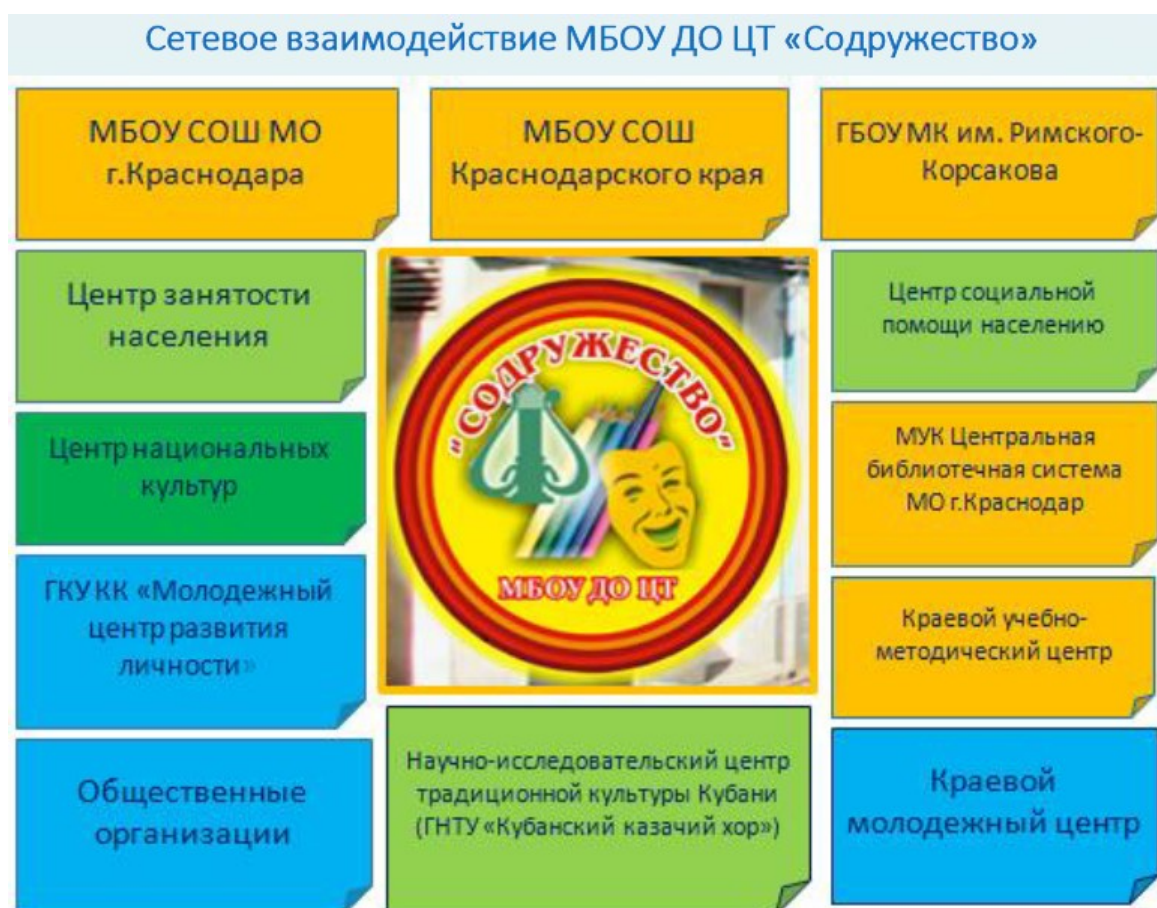 Сетевое взаимодействие МБОУ ДО ЦТ «Содружество»
МБОУ СОШ МО
г.Краснодара
МБОУ СОШ
Краснодарского края
ГБОУ МК им. Римского-
Корсакова
Центр занятости
населения
Центр социальной
помощи населению
"СОДРУЖЕСТВО"
МБОУ ДО ЦТ
Центр национальных
культур
МУК Центральная
библиотечная система
МО г.Краснодар
ГКУ КК «Молодежный
центр развития
личности»
Краевой учебно-
методический центр
Общественные
организации
Научно-исследовательский центр
традиционной культуры Кубани
(ГНТУ «Кубанский казачий хор»)
Краевой
молодежный центр